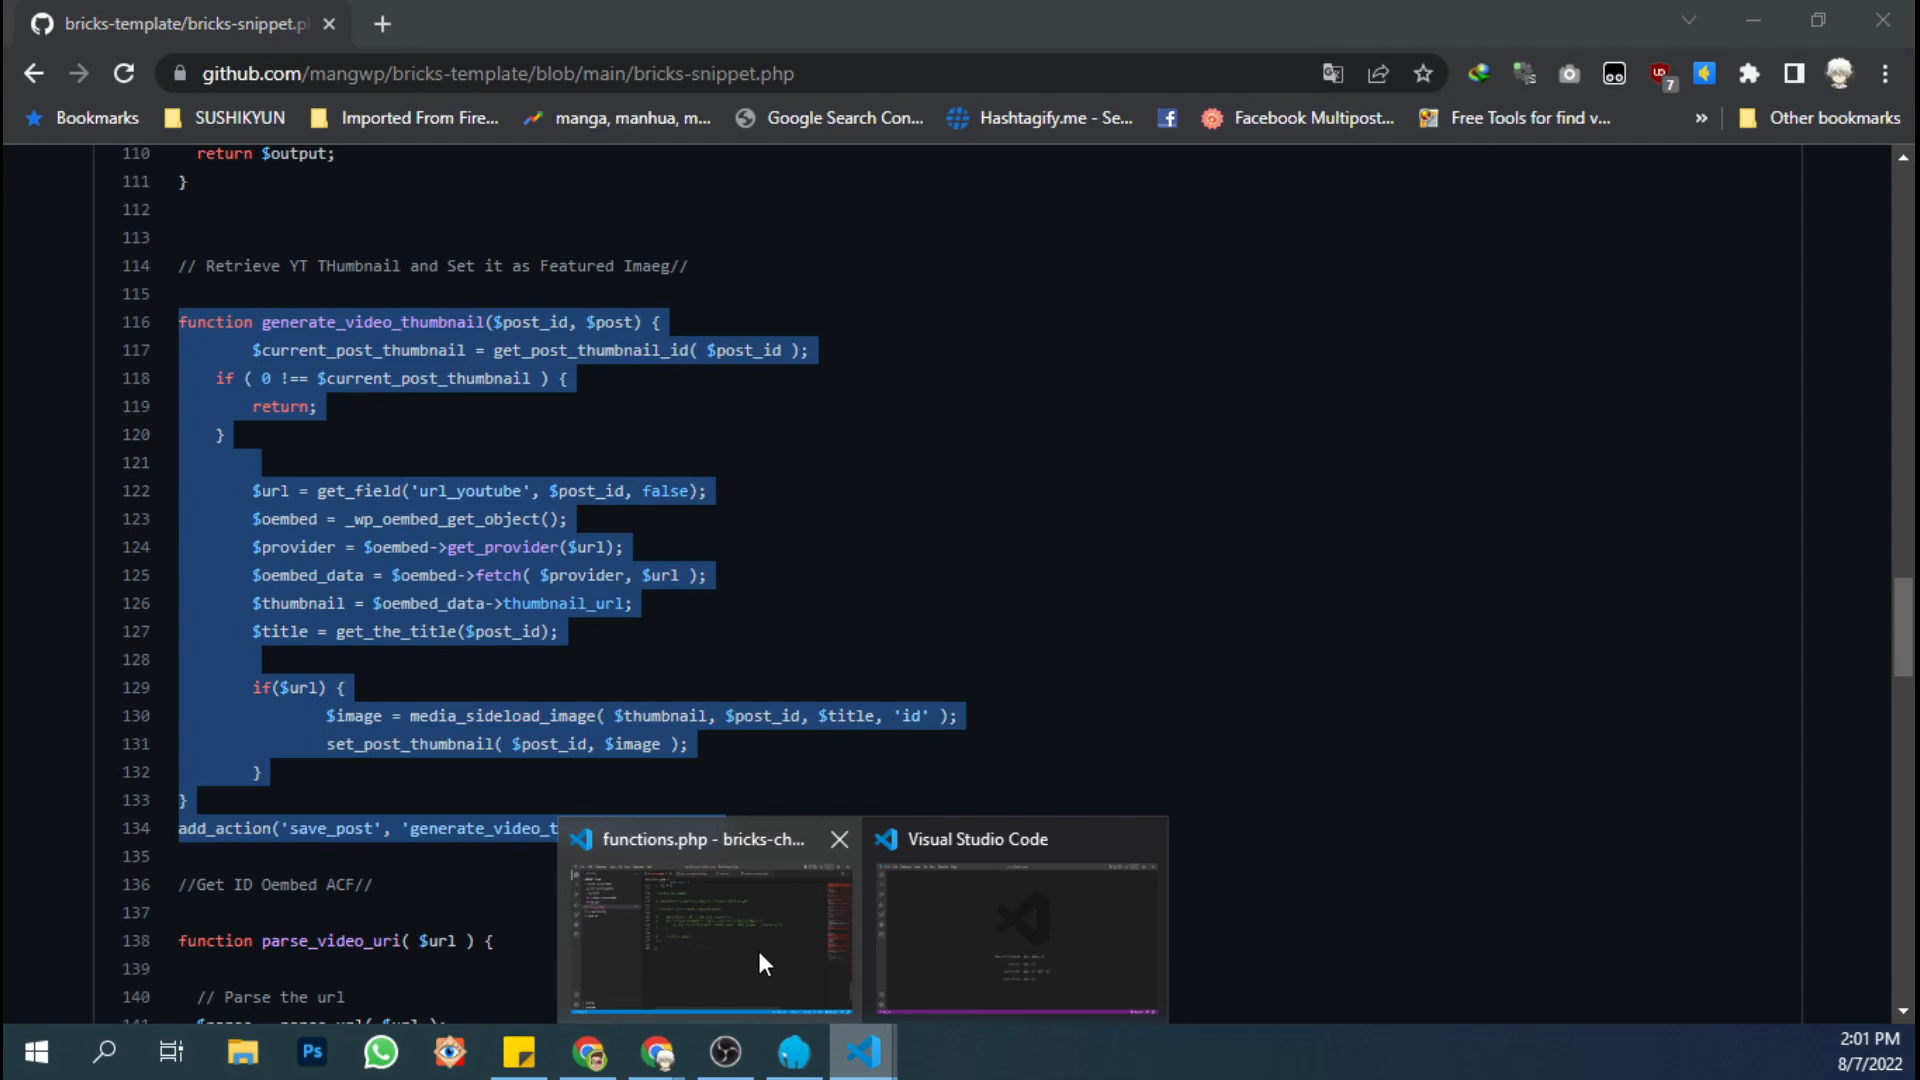 bricks-template/bricks-snippet.p
github.com/mangwp/bricks-template/blob/main/bricks-snippet.php
7
Bookmarks
SUSHIKYUN
Imported From Fire...
manga, manhua, m...
Google Search Con...
Hashtagify.me - Se...
Facebook Multipost...
Free Tools for find v...
»
Other bookmarks
110 return $output;
111 }
112
113
114 // Retrieve YT THumbnail and Set it as Featured Imaeg//
115
116 function generate_video_thumbnail($post_id, $post) {
117 $current_post_thumbnail = get_post_thumbnail_id( $post_id );
118 if ( 0 !== $current_post_thumbnail ) {
119 return;
120 }
121
122 $url = get_field('url_youtube', $post_id, false);
123 $oembed = _wp_oembed_get_object();
124 $provider = $oembed->get_provider($url);
125 $oembed_data = $oembed->fetch( $provider, $url );
126 $thumbnail = $oembed_data->thumbnail_url;
127 $title = get_the_title($post_id);
128
129 if($url) {
130 $image = media_sideload_image( $thumbnail, $post_id, $title, 'id' );
131 set_post_thumbnail( $post_id, $image );
132 }
133 }
134 add_action('save_post', 'generate_video_t
135
136 //Get ID Oembed ACF//
137
138 function parse_video_uri( $url ) {
139
140 // Parse the url
functions.php - bricks-ch...
Visual Studio Code
Ps
2:01 PM
8/7/2022